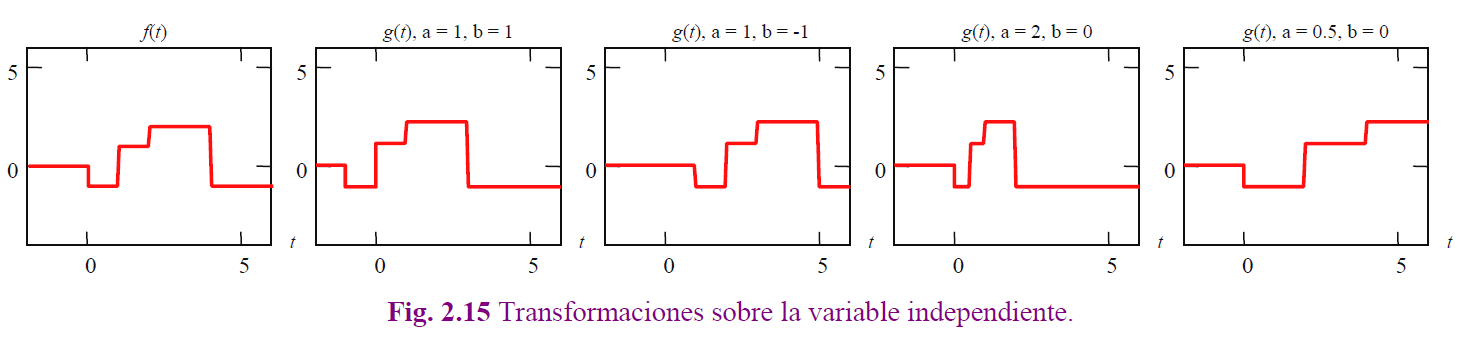 f(t) g(t), a = 1, b = 1 g(t), a = 1, b = -1 g(t), a = 2, b = 0 g(t), a = 0.5, b = 0
5 5 5 5 5
0 0 0 0 0
t t t t t
0 5 0 5 0 5 0 5 0 5
Fig. 2.15 Transformaciones sobre la variable independiente.